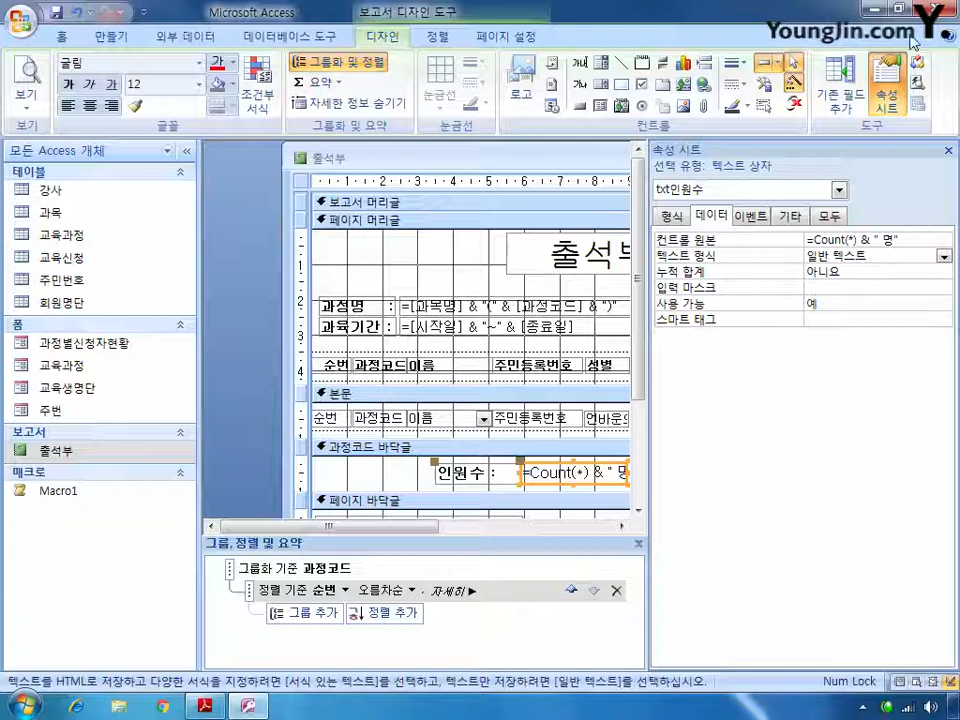 Microsoft Access
보고서 디자인 도구
YoungJin.com Y
홈
만들기
외부 데이터
데이터베이스 도구
디자인
정렬
페이지 설정
보기
굴림
12
가 가 가
조건부
서식
그룹화 및 정렬
Σ 요약
자세한 정보 숨기기
눈금선
로고
기존 필드
추가
속성
시트
보기
글꼴
그룹화 및 요약
눈금선
컨트롤
도구
모든 Access 개체
테이블
강사
과목
교육과정
교육신청
주민번호
회원명단
폼
과정별신청자현황
교육과정
교육생명단
주번
보고서
출석부
매크로
Macro1
출석부
1 2 3 4 5 6 7 8 9
보고서 머리글
페이지 머리글
출석부
과정명 :
=[과목명] & "(" & [과정코드] & ")"
과육기간 :
=[시작일] & "~" & [종료일]
순번 과정코드 이름 주민등록번호 성별
본문
순번 과정코드 이름 주민등록번호 언바운드
과정코드 바닥글
인원수 :
=Count(*) & " 명
페이지 바닥글
그룹, 정렬 및 요약
그룹화 기준 과정코드
정렬 기준 순번 오름차순 , 자세히
그룹 추가
정렬 추가
속성 시트
선택 유형: 텍스트 상자
txt인원수
형식 데이터 이벤트 기타 모두
컨트롤 원본 =Count(*) & " 명"
텍스트 형식 일반 텍스트
누적 합계 아니요
입력 마스크
사용 가능 예
스마트 태그
텍스트를 HTML로 저장하고 다양한 서식을 지정하려면 [서식 있는 텍스트]를 선택하고, 텍스트만 저장하려면 [일반 텍스트]를 선택하십시오.
Num Lock